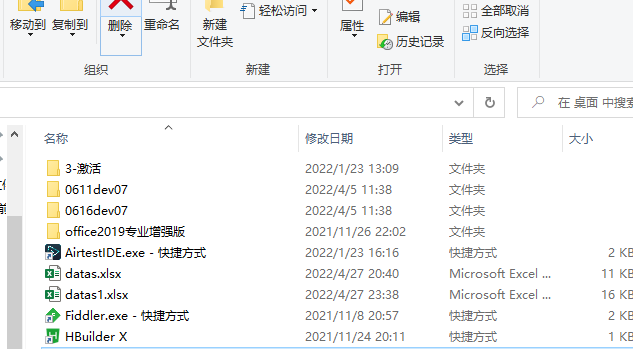 移动到 复制到 删除 重命名 新建文件夹 轻松访问 属性 编辑 历史记录 全部取消 反向选择
组织 新建 打开 选择
在 桌面 中搜索
名称 修改日期 类型 大小
3-激活 2022/1/23 13:09 文件夹
0611dev07 2022/4/5 11:38 文件夹
0616dev07 2022/4/5 11:38 文件夹
office2019专业增强版 2021/11/26 22:02 文件夹
AirtestIDE.exe - 快捷方式 2022/1/23 16:16 快捷方式 2 KB
datas.xlsx 2022/4/27 20:40 Microsoft Excel ... 11 KB
datas1.xlsx 2022/4/27 23:38 Microsoft Excel ... 16 KB
Fiddler.exe - 快捷方式 2021/11/8 20:57 快捷方式 2 KB
HBuilder X 2021/11/24 20:11 快捷方式 1 KB